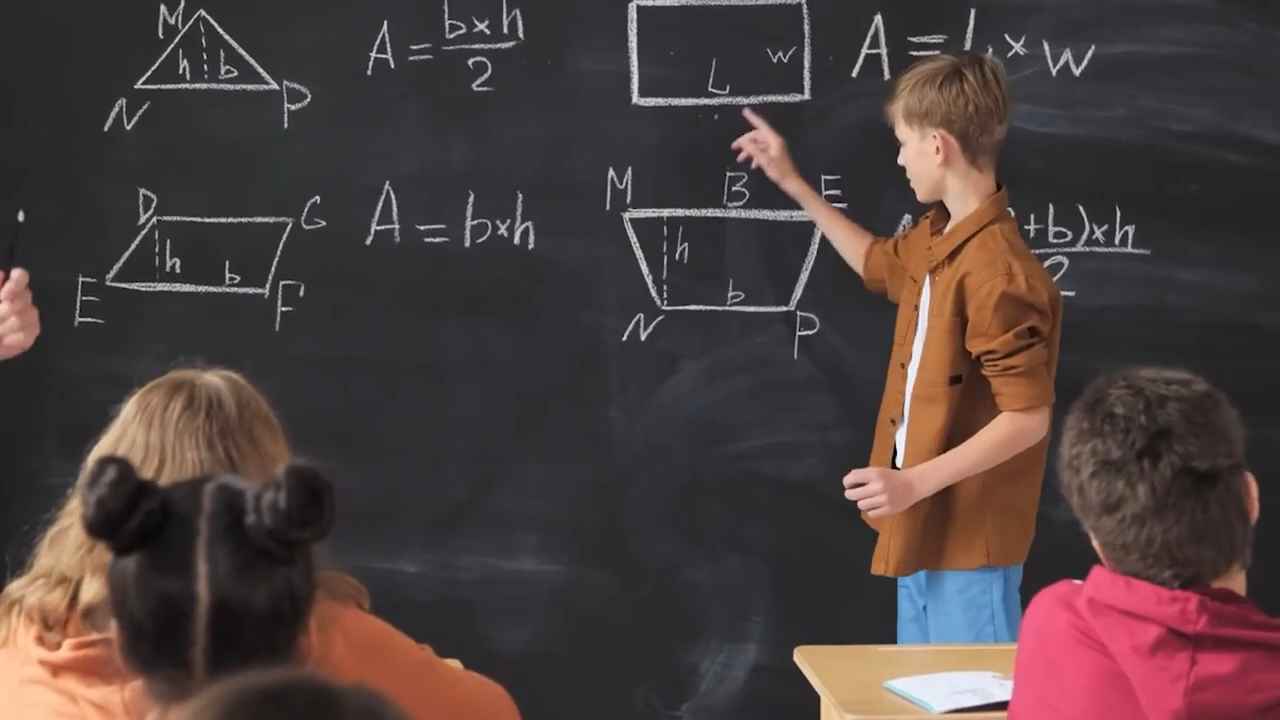 M
h b
N P
A = b×h
2
W
L
A = L × W
D G
h
b
E F
A = b×h
M B E
h
b
N P
+b)×h
2